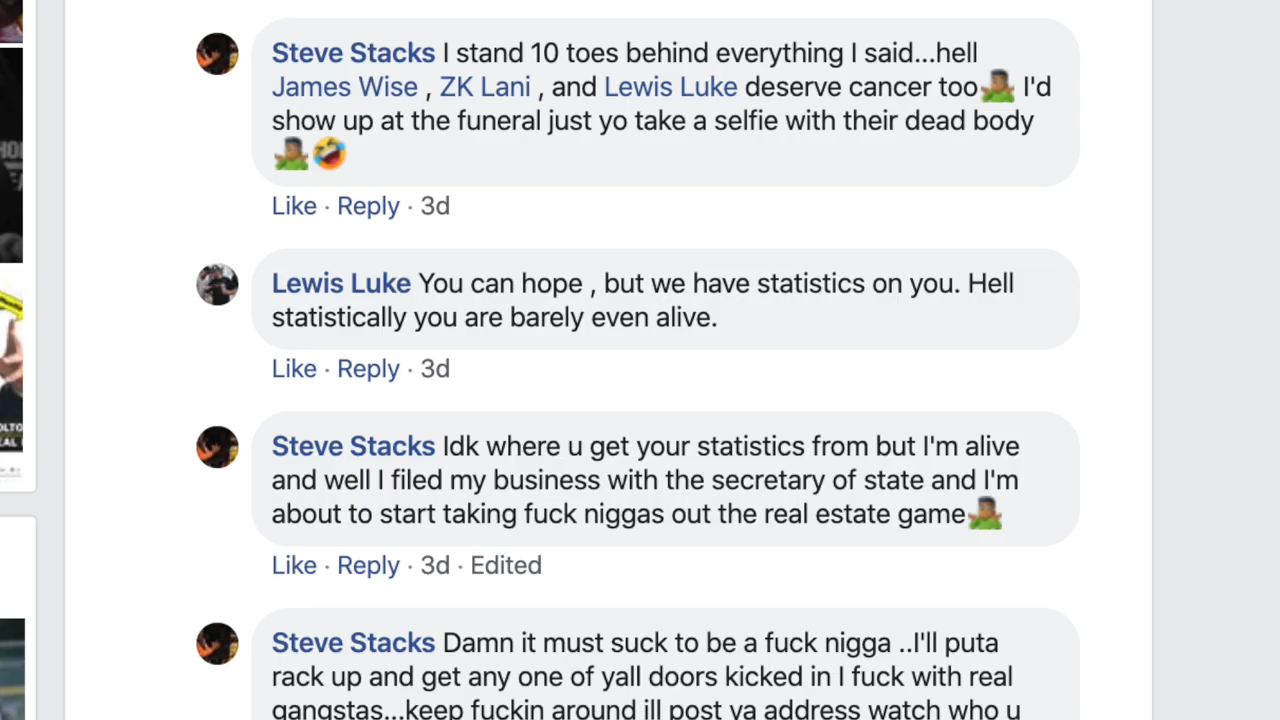 Steve Stacks I stand 10 toes behind everything I said...hell
James Wise , ZK Lani , and Lewis Luke deserve cancer too🤷🏽‍♂️ I'd
show up at the funeral just yo take a selfie with their dead body
🤷🏽‍♂️🤣
Like · Reply · 3d
Lewis Luke You can hope , but we have statistics on you. Hell
statistically you are barely even alive.
Like · Reply · 3d
Steve Stacks Idk where u get your statistics from but I'm alive
and well I filed my business with the secretary of state and I'm
about to start taking fuck niggas out the real estate game🤷🏽‍♂️
Like · Reply · 3d · Edited
Steve Stacks Damn it must suck to be a fuck nigga ..I'll puta
rack up and get any one of yall doors kicked in I fuck with real
gangstas...keep fuckin around ill post ya address watch who u